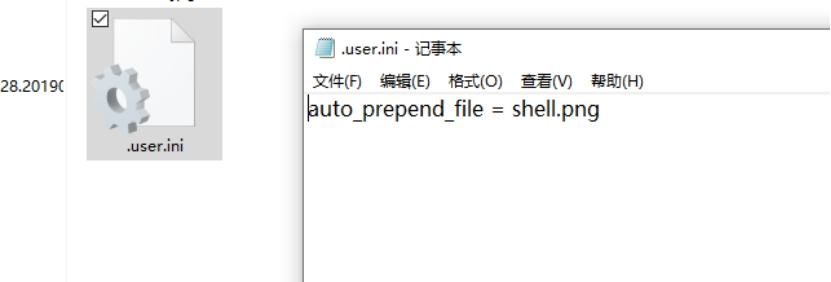 28.2019
.user.ini
.user.ini - 记事本
文件(F) 编辑(E) 格式(O) 查看(V) 帮助(H)
auto_prepend_file = shell.png